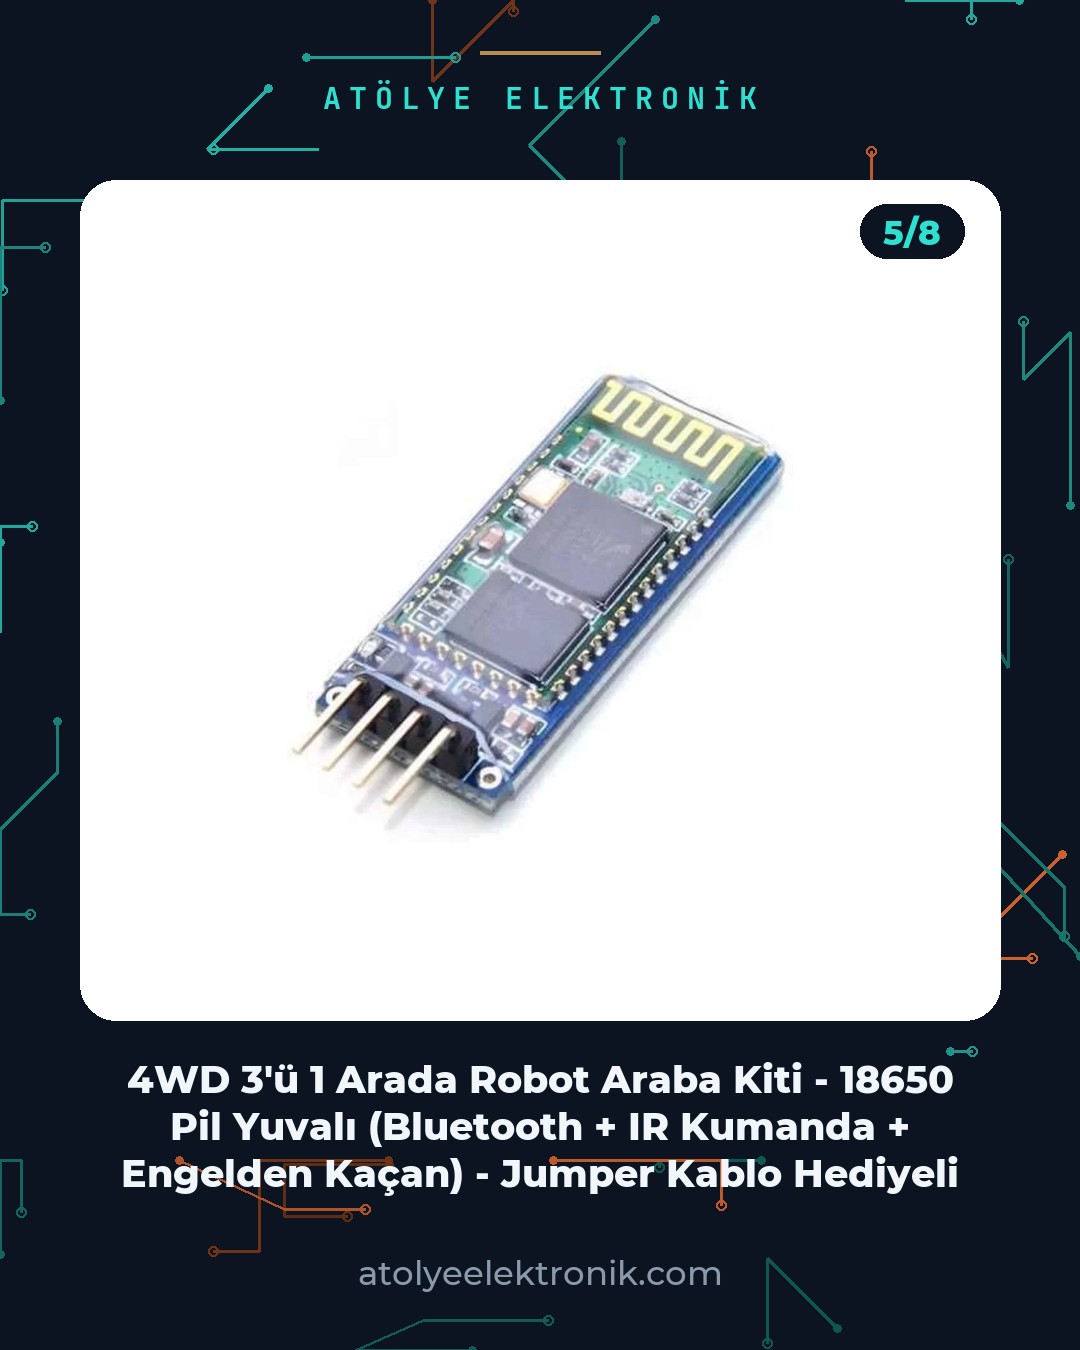 ATÖLYE ELEKTRONİK
5/8
4WD 3'ü 1 Arada Robot Araba Kiti - 18650
Pil Yuvalı (Bluetooth + IR Kumanda +
Engelden Kaçan) - Jumper Kablo Hediyeli
atolyeelektronik.com